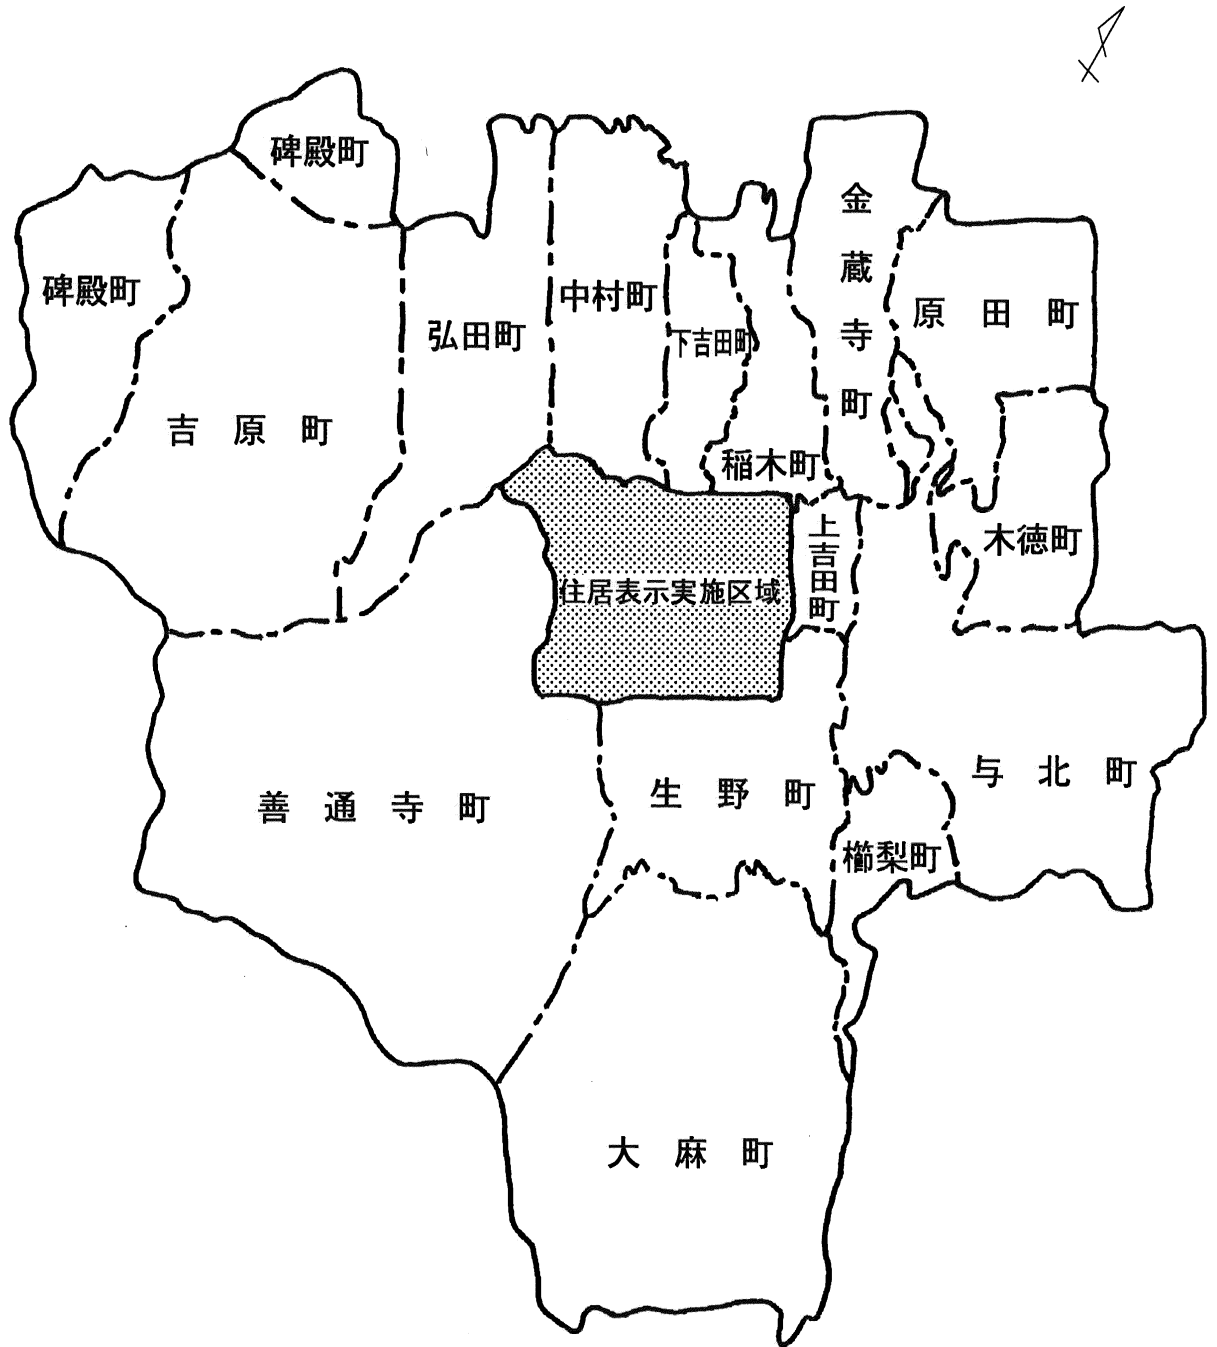 碑殿町
碑殿町
金蔵寺町
中村町
原田町
弘田町
下吉田町
吉原町
稲木町
上吉田町
木徳町
住居表示実施区域
与北町
生野町
善通寺町
櫛梨町
大麻町